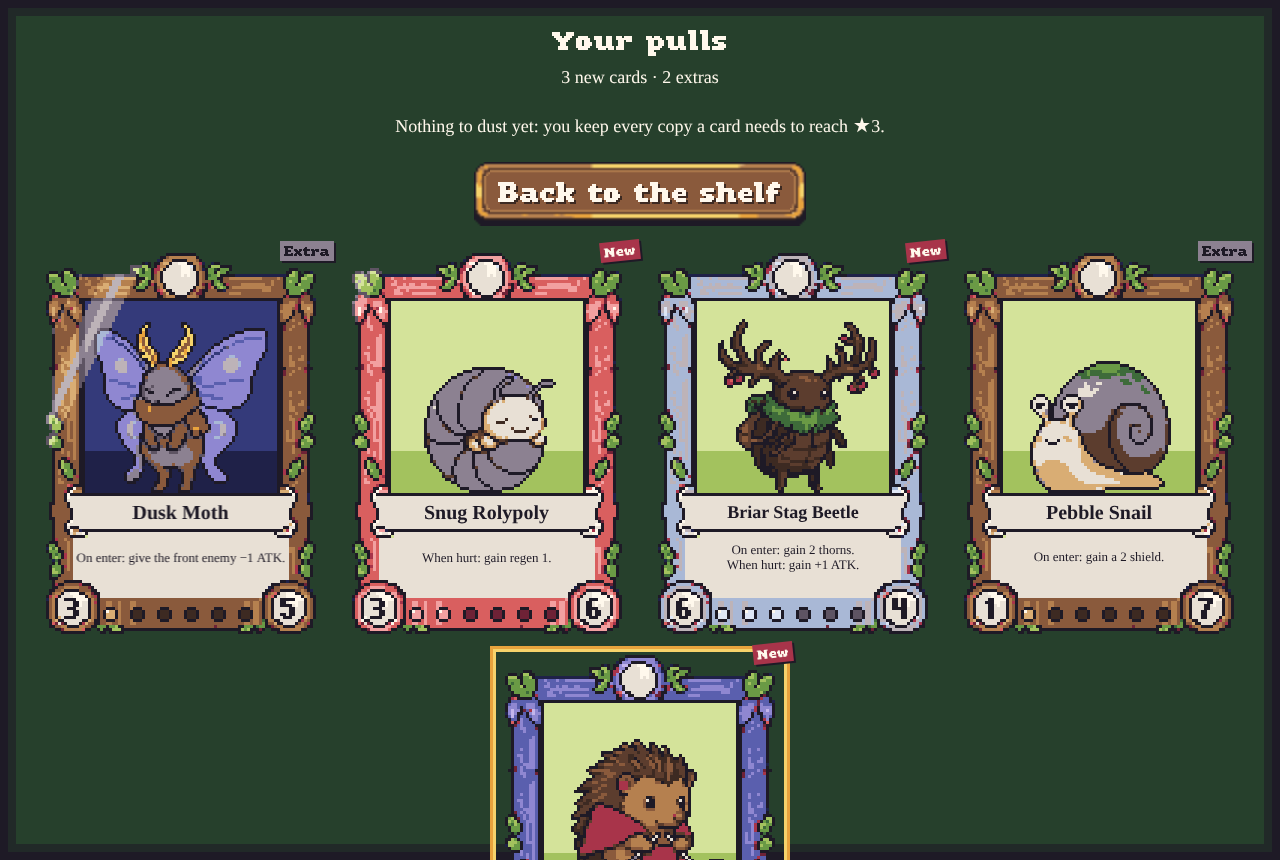 Your pulls
3 new cards · 2 extras
Nothing to dust yet: you keep every copy a card needs to reach ★3.
Back to the shelf
Extra
New
New
Extra
Dusk Moth
On enter: give the front enemy −1 ATK.
3
5
Snug Rolypoly
When hurt: gain regen 1.
3
6
Briar Stag Beetle
On enter: gain 2 thorns.
When hurt: gain +1 ATK.
6
4
Pebble Snail
On enter: gain a 2 shield.
1
7
New